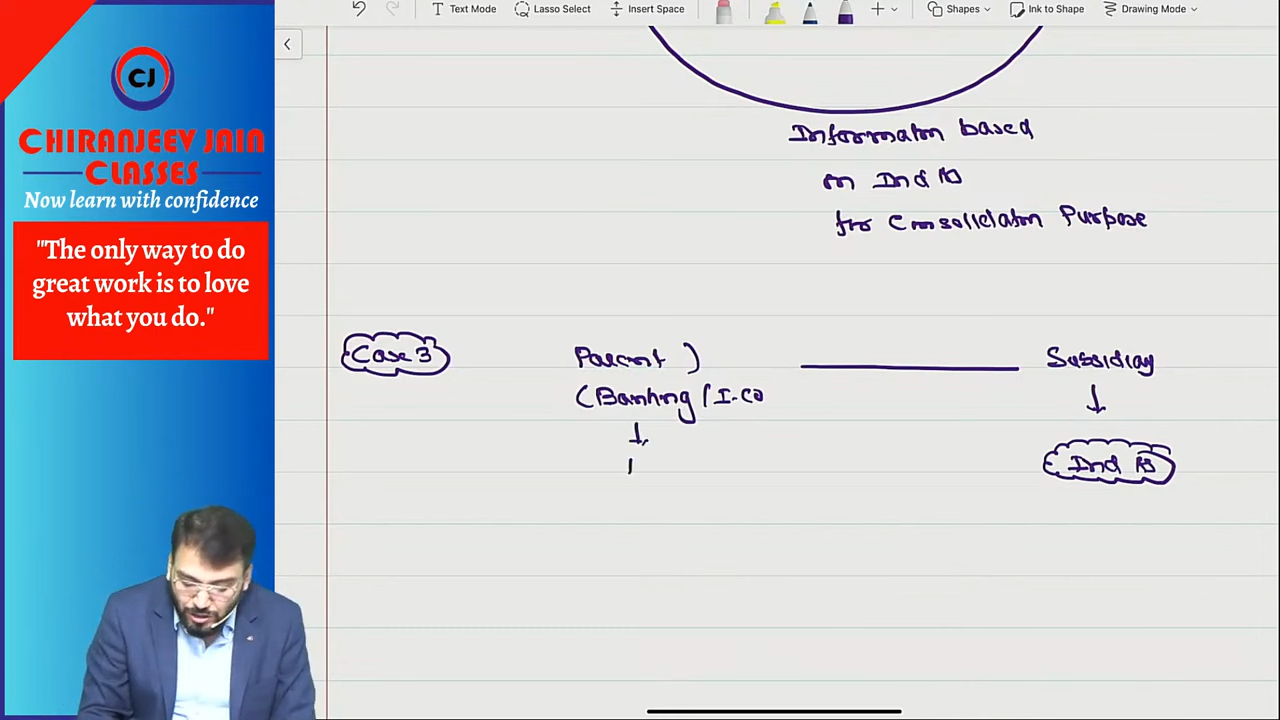 Text Mode
Lasso Select
Insert Space
Shapes
Ink to Shape
Drawing Mode
CJ
CHIRANJEEV JAIN
CLASSES
Now learn with confidence
"The only way to do
great work is to love
what you do."
Informaton based
on Ind AS
for Consolidaton Purpose
Case 3
Parent )
Subsidiary
(Banking / I-Co
Ind AS